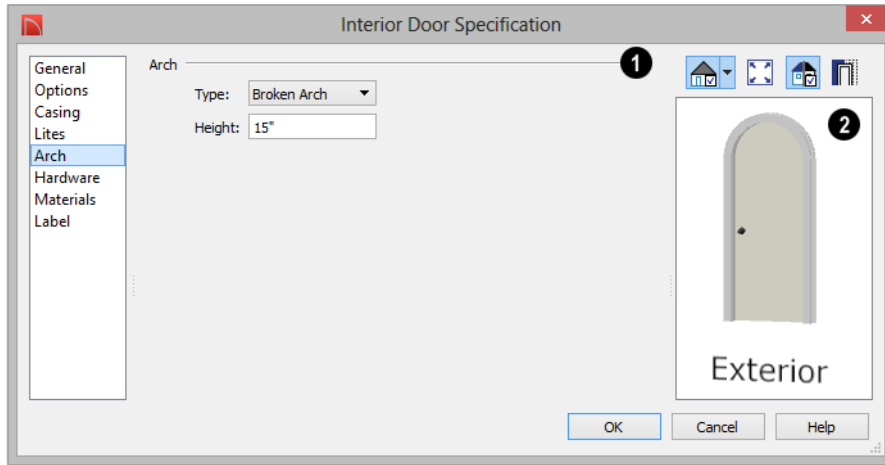 Interior Door Specification
General
Options
Casing
Lites
Arch
Hardware
Materials
Label
Arch
1
Type: Broken Arch
Height: 15"
2
Exterior
OK Cancel Help